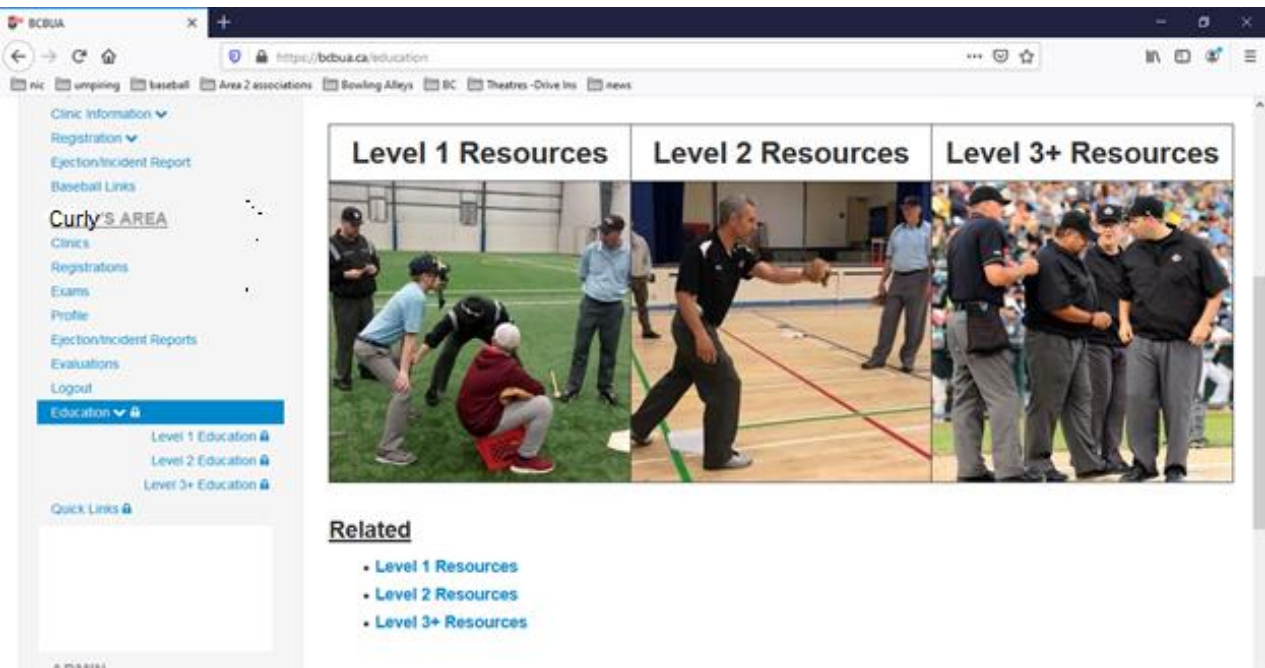 BCBUA
https://bcbua.ca/education
nic umpiring baseball Area 2 associations Bowling Alleys BC Theatres -Drive Ins news
Clinic Information
Registration
Ejection/Incident Report
Baseball Links
Curly'S AREA
Clinics
Registrations
Exams
Profile
Ejection/Incident Reports
Evaluations
Logout
Education
Level 1 Education
Level 2 Education
Level 3+ Education
Quick Links
Level 1 Resources Level 2 Resources Level 3+ Resources
Related
• Level 1 Resources
• Level 2 Resources
• Level 3+ Resources